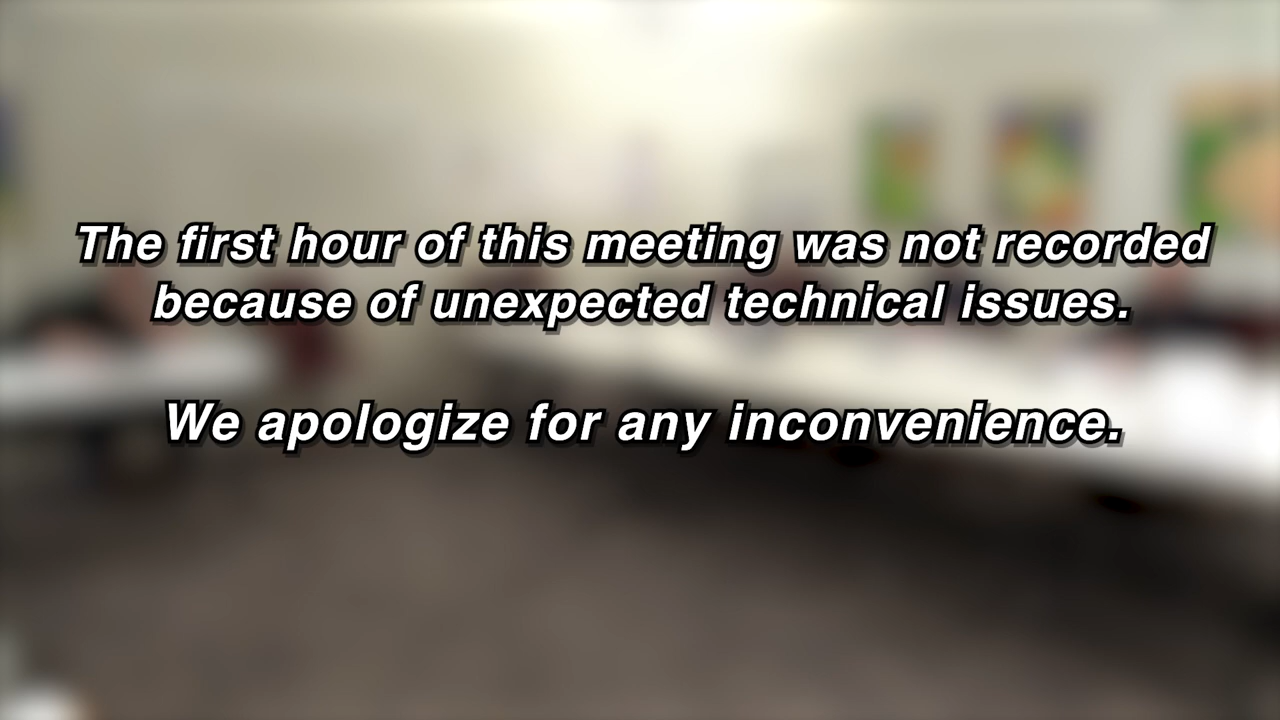 The first hour of this meeting was not recorded
because of unexpected technical issues.
We apologize for any inconvenience.